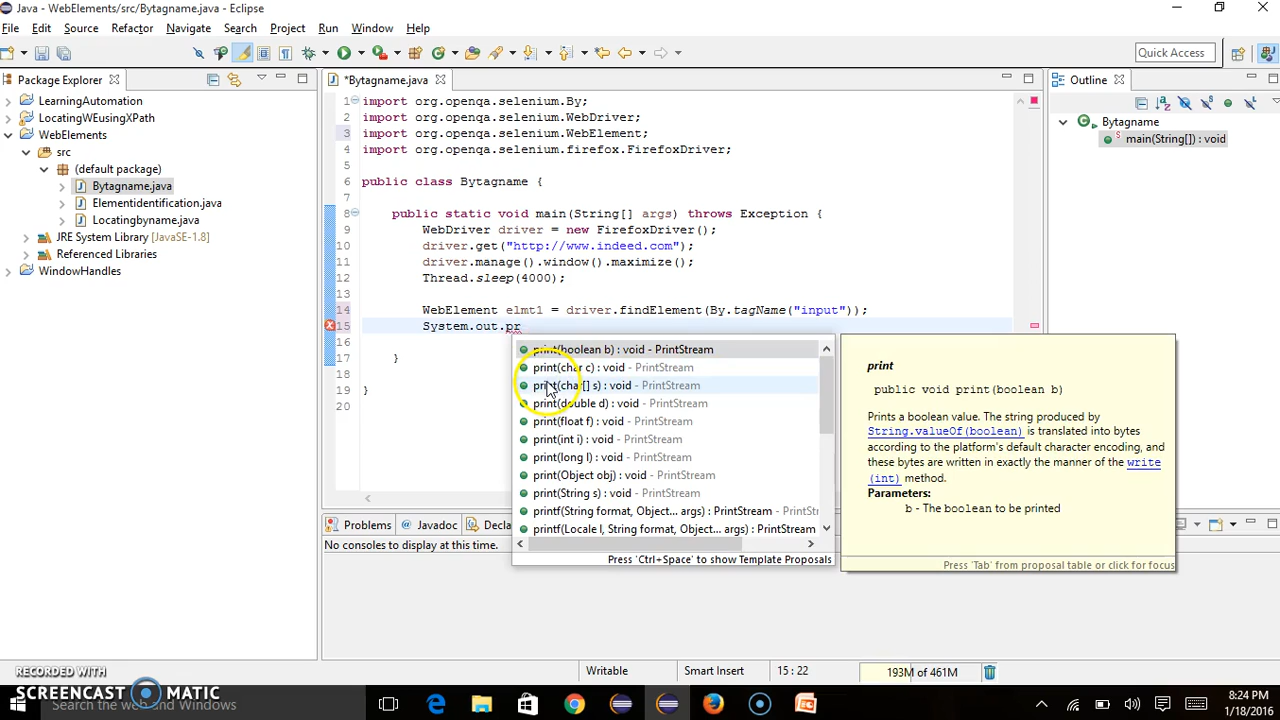 Java - WebElements/src/Bytagname.java - Eclipse
File Edit Source Refactor Navigate Search Project Run Window Help
Quick Access
Package Explorer
*Bytagname.java
Outline
LearningAutomation
LocatingWEusingXPath
WebElements
src
(default package)
Bytagname.java
Elementidentification.java
Locatingbyname.java
JRE System Library [JavaSE-1.8]
Referenced Libraries
WindowHandles
1 import org.openqa.selenium.By;
2 import org.openqa.selenium.WebDriver;
3 import org.openqa.selenium.WebElement;
4 import org.openqa.selenium.firefox.FirefoxDriver;
5
6 public class Bytagname {
7
8 public static void main(String[] args) throws Exception {
9 WebDriver driver = new FirefoxDriver();
10 driver.get("http://www.indeed.com");
11 driver.manage().window().maximize();
12 Thread.sleep(4000);
13
14 WebElement elmt1 = driver.findElement(By.tagName("input"));
15 System.out.pr
16
17 }
18
19 }
20
Bytagname
main(String[]) : void
print(boolean b) : void - PrintStream
print(char c) : void - PrintStream
print(char[] s) : void - PrintStream
print(double d) : void - PrintStream
print(float f) : void - PrintStream
print(int i) : void - PrintStream
print(long l) : void - PrintStream
print(Object obj) : void - PrintStream
print(String s) : void - PrintStream
printf(String format, Object... args) : PrintStream - PrintStr
printf(Locale l, String format, Object... args) : PrintStream
Press 'Ctrl+Space' to show Template Proposals
print
public void print(boolean b)
Prints a boolean value. The string produced by
String.valueOf(boolean) is translated into bytes
according to the platform's default character encoding, and
these bytes are written in exactly the manner of the write
(int) method.
Parameters:
b - The boolean to be printed
Press 'Tab' from proposal table or click for focus
Problems Javadoc Decla
No consoles to display at this time.
Writable
Smart Insert
15 : 22
193M of 461M
RECORDED WITH
SCREENCAST MATIC
Search the web and Windows
8:24 PM
1/18/2016